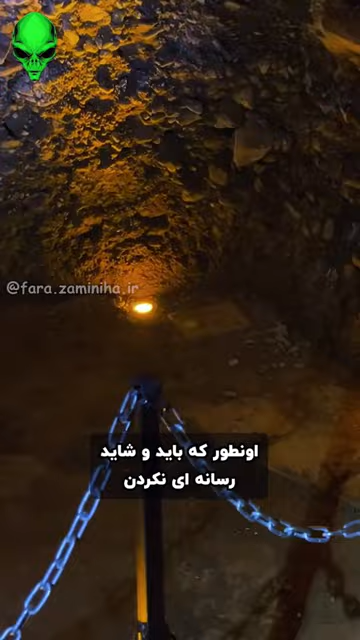 @fara.zaminiha.ir
اونطور که باید و شاید
رسانه ای نکردن